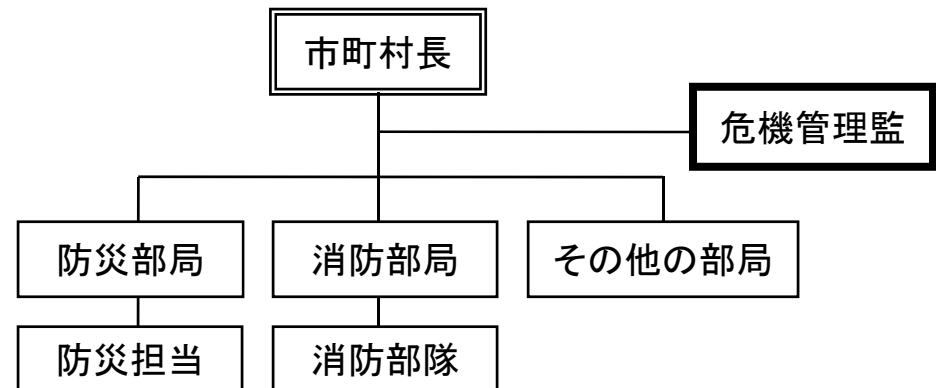 市町村長
危機管理監
防災部局
消防部局
その他の部局
防災担当
消防部隊